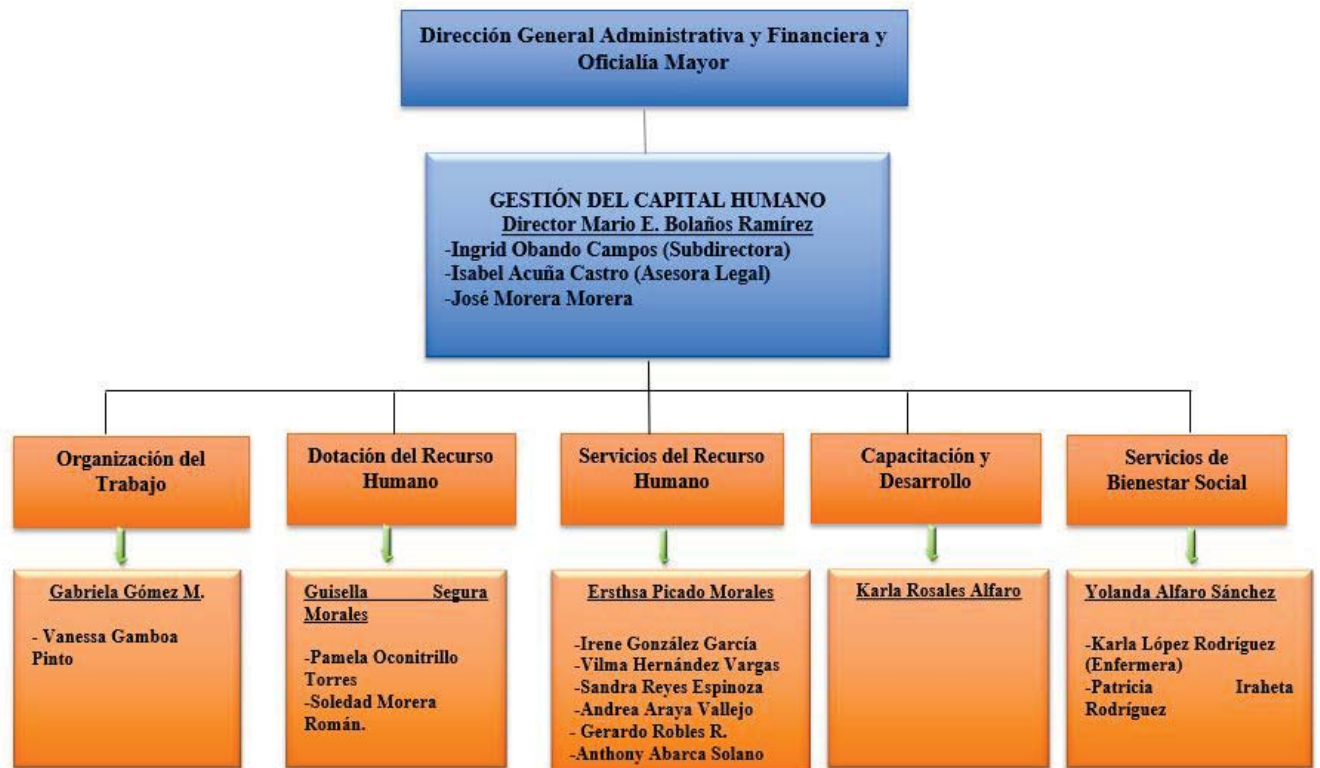 Dirección General Administrativa y Financiera y
Oficialía Mayor
GESTIÓN DEL CAPITAL HUMANO
Director Mario E. Bolaños Ramírez
-Ingrid Obando Campos (Subdirectora)
-Isabel Acuña Castro (Asesora Legal)
-José Morera Morera
Organización del
Trabajo
Dotación del Recurso
Humano
Servicios del Recurso
Humano
Capacitación y
Desarrollo
Servicios de
Bienestar Social
Gabriela Gómez M.
- Vanessa Gamboa
Pinto
Guisella Segura
Morales
-Pamela Oconitrillo
Torres
-Soledad Morera
Román.
Ersthsa Picado Morales
-Irene González García
-Vilma Hernández Vargas
-Sandra Reyes Espinoza
-Andrea Araya Vallejo
- Gerardo Robles R.
-Anthony Abarca Solano
Karla Rosales Alfaro
Yolanda Alfaro Sánchez
-Karla López Rodríguez
(Enfermera)
-Patricia Iraheta
Rodríguez